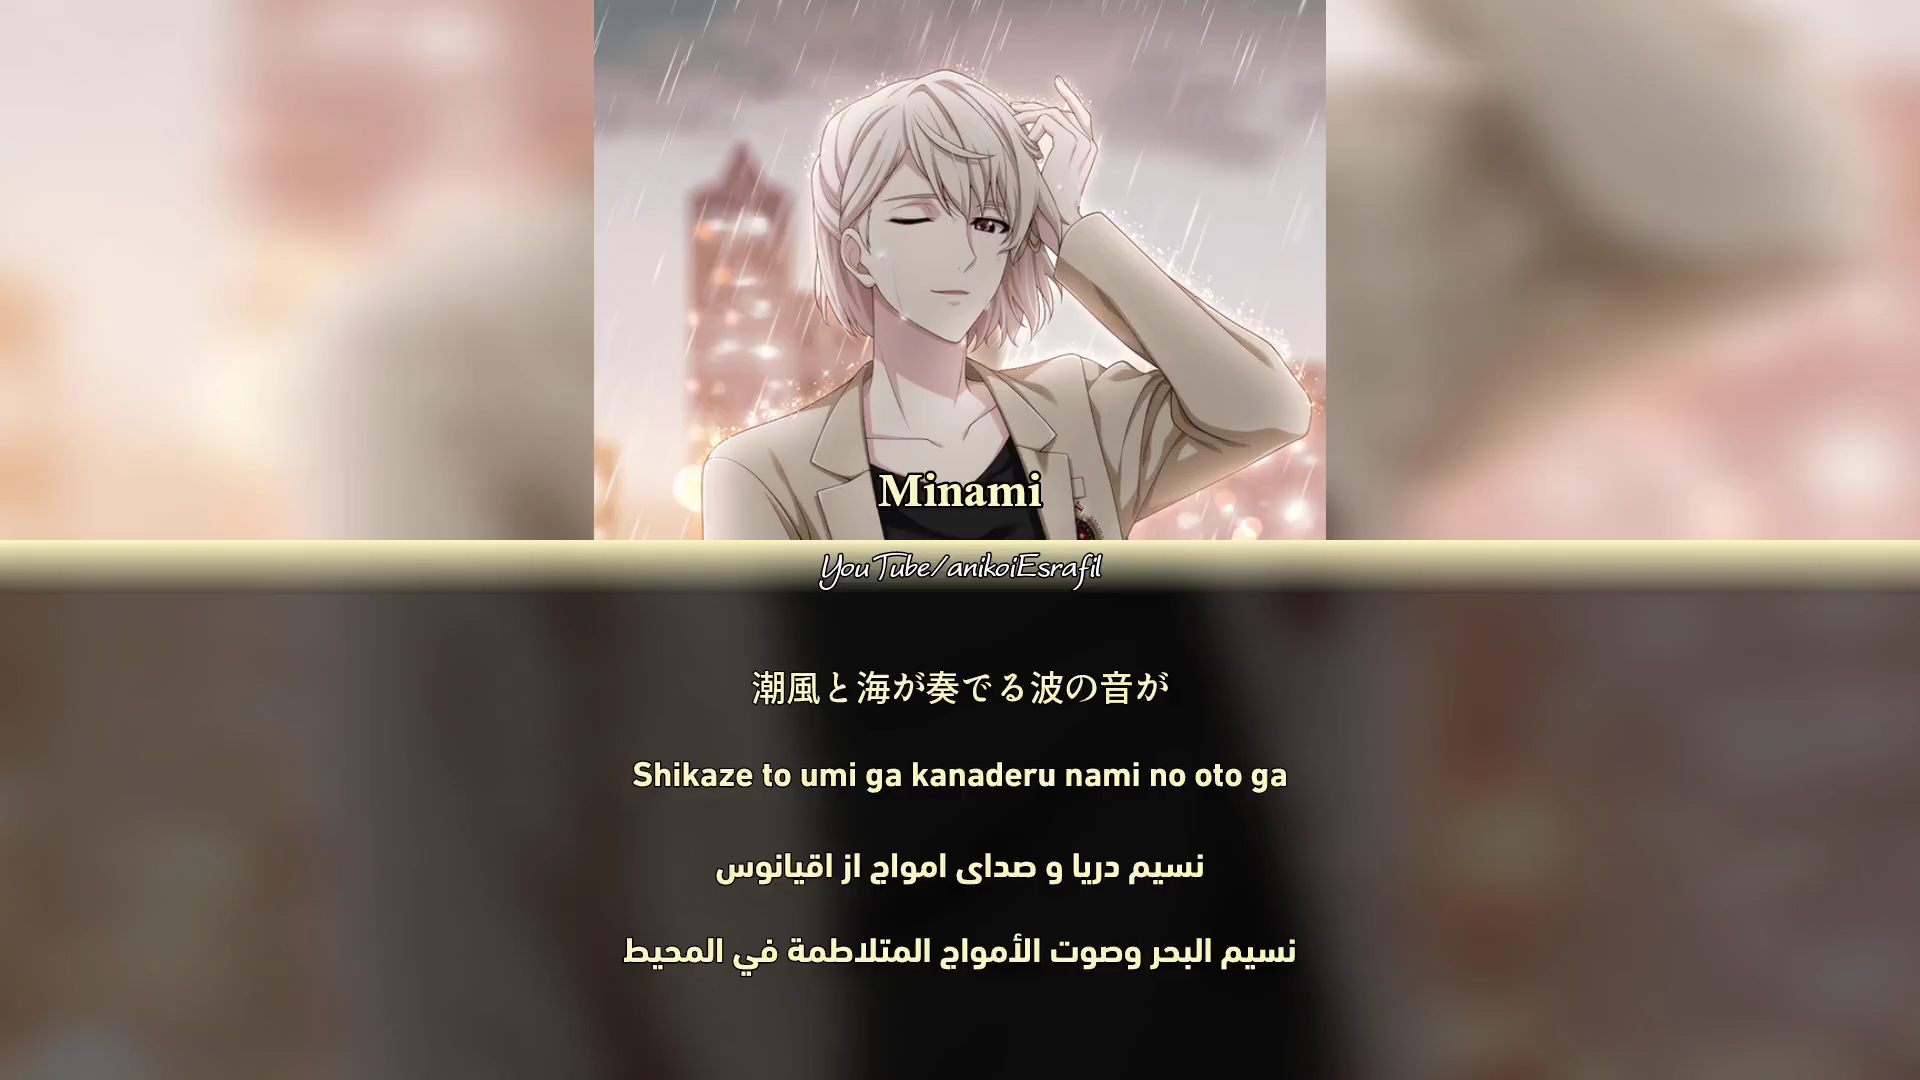 Minami
YouTube/anikoiEsrafil
潮風と海が奏でる波の音が
Shikaze to umi ga kanaderu nami no oto ga
نسیم دریا و صدای امواج از اقیانوس
نسيم البحر وصوت الأمواج المتلاطمة في المحيط